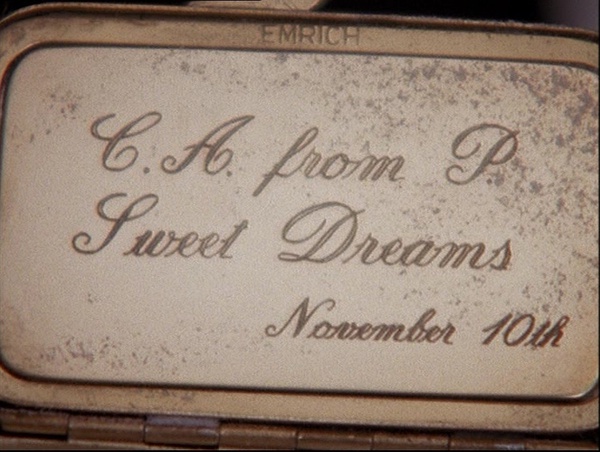 EMRICH
C. A. from P.
Sweet Dreams
November 10th